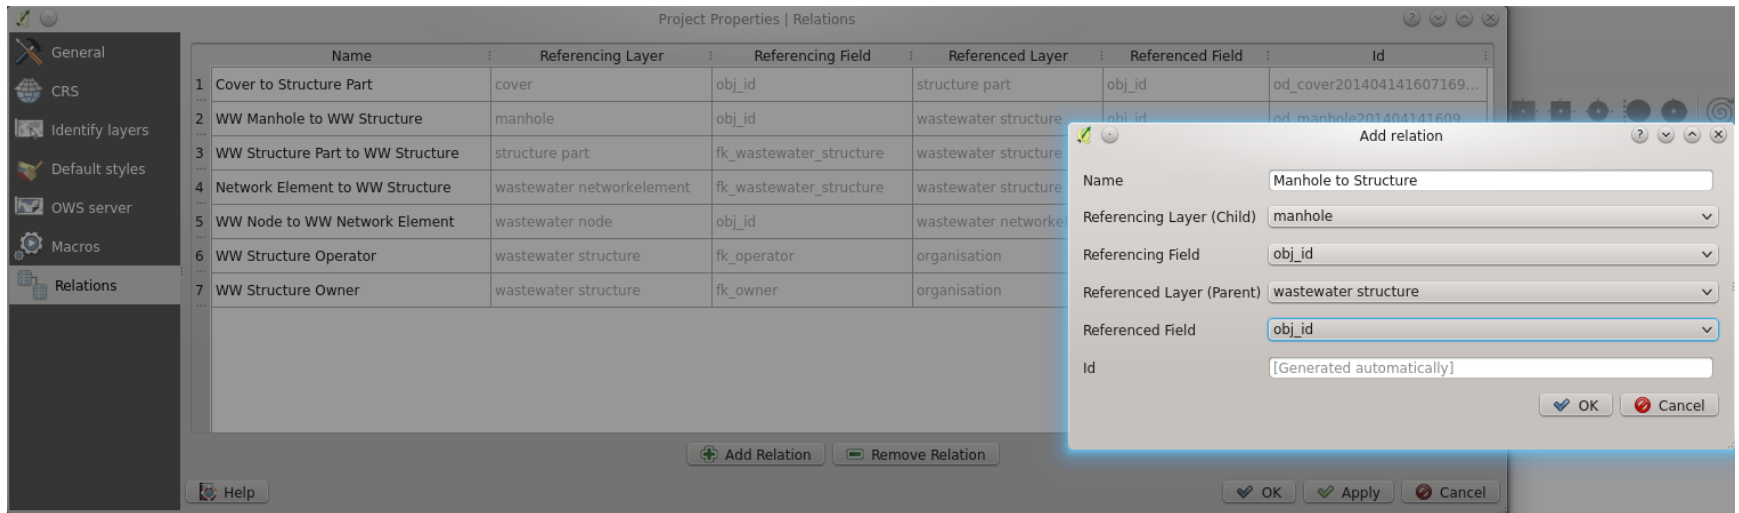 Project Properties | Relations
General
CRS
Identify layers
Default styles
OWS server
Macros
Relations
Name Referencing Layer Referencing Field Referenced Layer Referenced Field Id
1 Cover to Structure Part cover obj_id structure part obj_id od_cover201404141607169...
2 WW Manhole to WW Structure manhole obj_id wastewater structure obj_id od_manhole201404141609
3 WW Structure Part to WW Structure structure part fk_wastewater_structure wastewater structure
4 Network Element to WW Structure wastewater networkelement fk_wastewater_structure wastewater structure
5 WW Node to WW Network Element wastewater node obj_id wastewater networkel
6 WW Structure Operator wastewater structure fk_operator organisation
7 WW Structure Owner wastewater structure fk_owner organisation
Add Relation Remove Relation
Help OK Apply Cancel
Add relation
Name Manhole to Structure
Referencing Layer (Child) manhole
Referencing Field obj_id
Referenced Layer (Parent) wastewater structure
Referenced Field obj_id
Id [Generated automatically]
OK Cancel